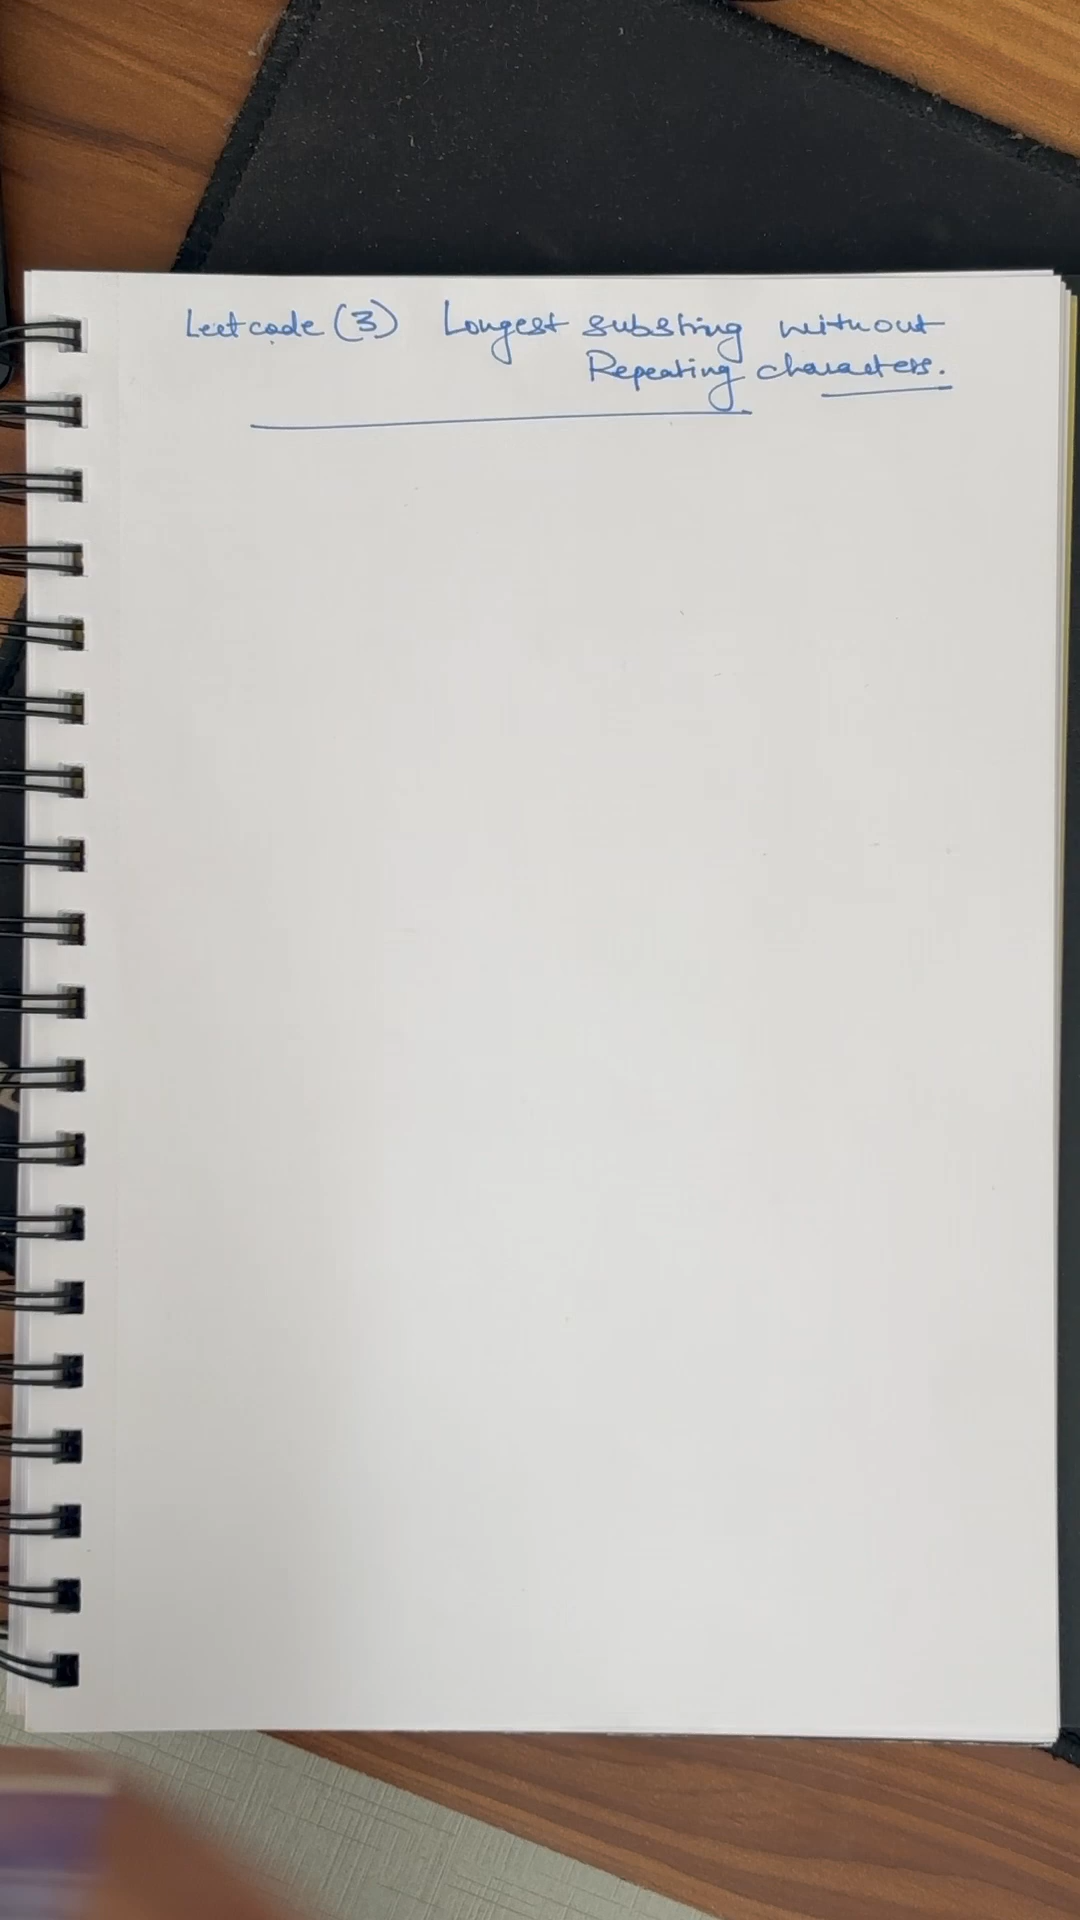 Leetcode (3) Longest substring without
Repeating characters.